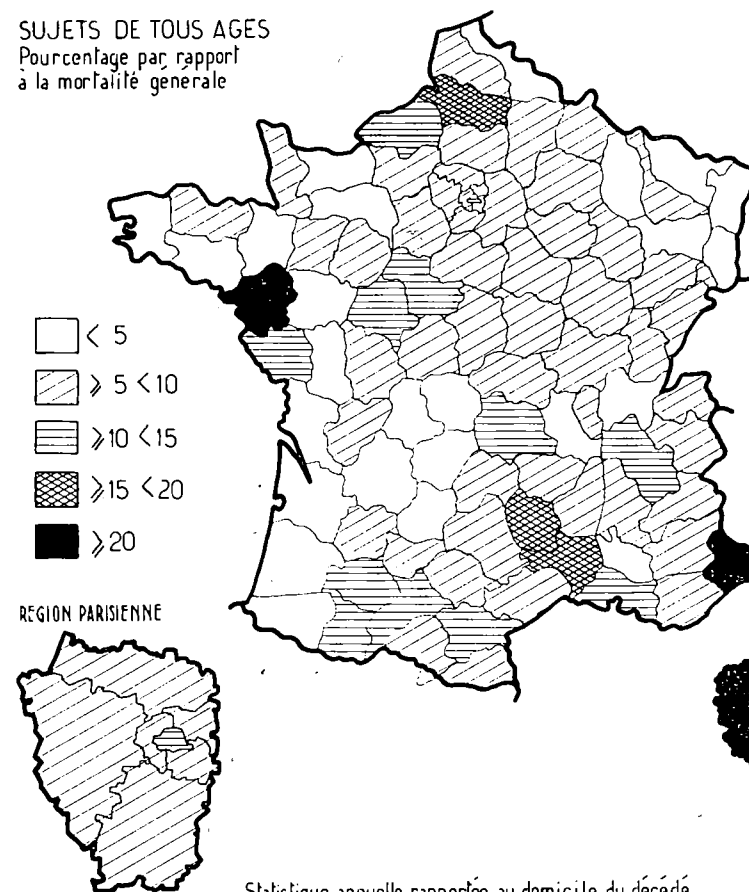 SUJETS DE TOUS AGES
Pourcentage par rapport
à la mortalité générale
< 5
⩾ 5 < 10
⩾ 10 < 15
⩾ 15 < 20
⩾ 20
REGION PARISIENNE
Statistique annuelle rapportée au domicile du décédé